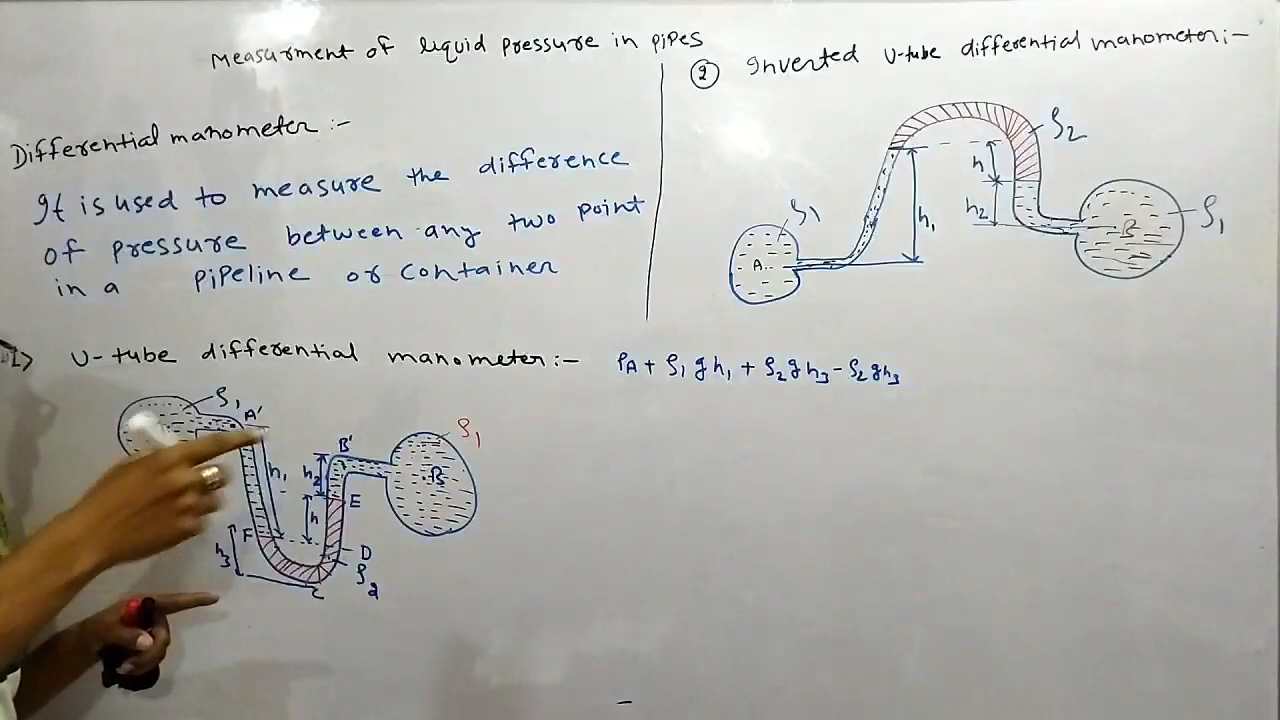 Measurment of liquid pressure in pipes
Differential manometer :-
It is used to measure the difference
of pressure between any two point
in a pipeline or container
1> U-tube differential manometer :-
ρ1
A'
h1
F
h3
C
B'
h2
h
E
D
ρ2
B
ρ1
PA + ρ1gh1 + ρ2gh3 - ρ2gh3
② Inverted U-tube differential manometer :-
ρ2
h
h2
h1
ρ1
A
B
ρ1